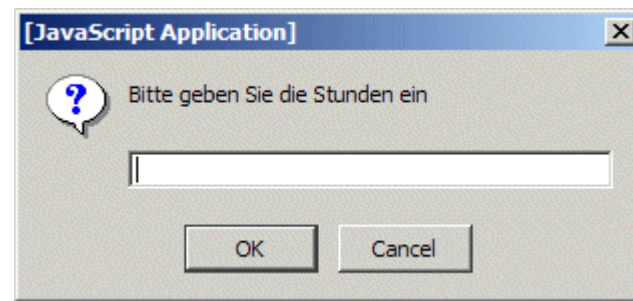 [JavaScript Application]
Bitte geben Sie die Stunden ein
OK Cancel